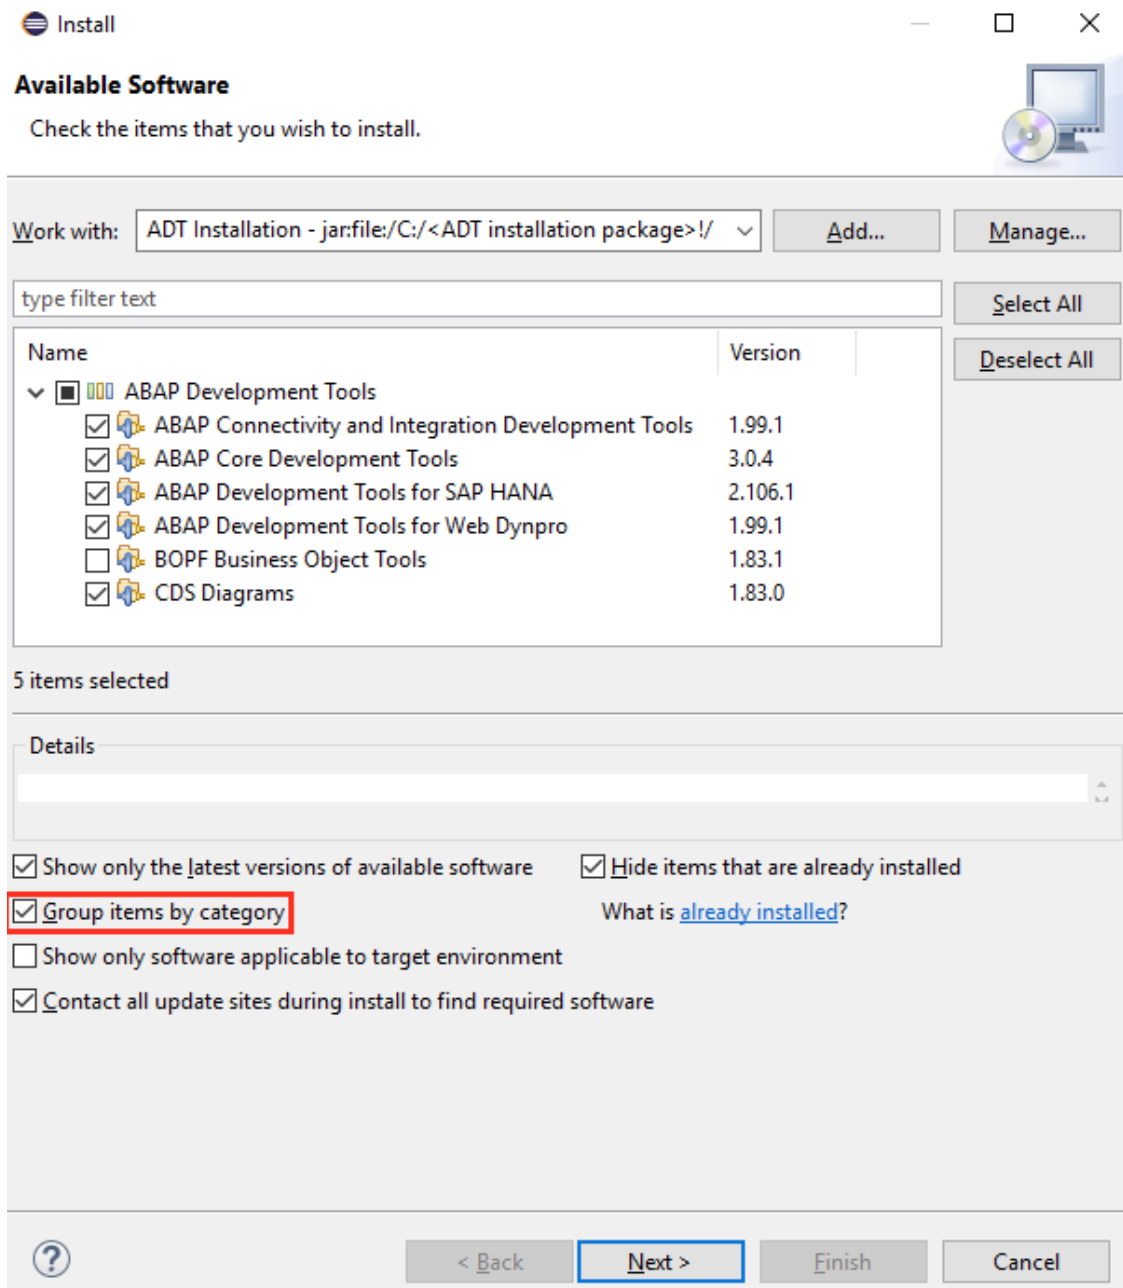 Install
Available Software
Check the items that you wish to install.
Work with: ADT Installation - jar:file:/C:/<ADT installation package>!/ Add... Manage...
type filter text Select All
Name Version Deselect All
ABAP Development Tools
ABAP Connectivity and Integration Development Tools 1.99.1
ABAP Core Development Tools 3.0.4
ABAP Development Tools for SAP HANA 2.106.1
ABAP Development Tools for Web Dynpro 1.99.1
BOPF Business Object Tools 1.83.1
CDS Diagrams 1.83.0
5 items selected
Details
Show only the latest versions of available software Hide items that are already installed
Group items by category What is already installed?
Show only software applicable to target environment
Contact all update sites during install to find required software
? < Back Next > Finish Cancel